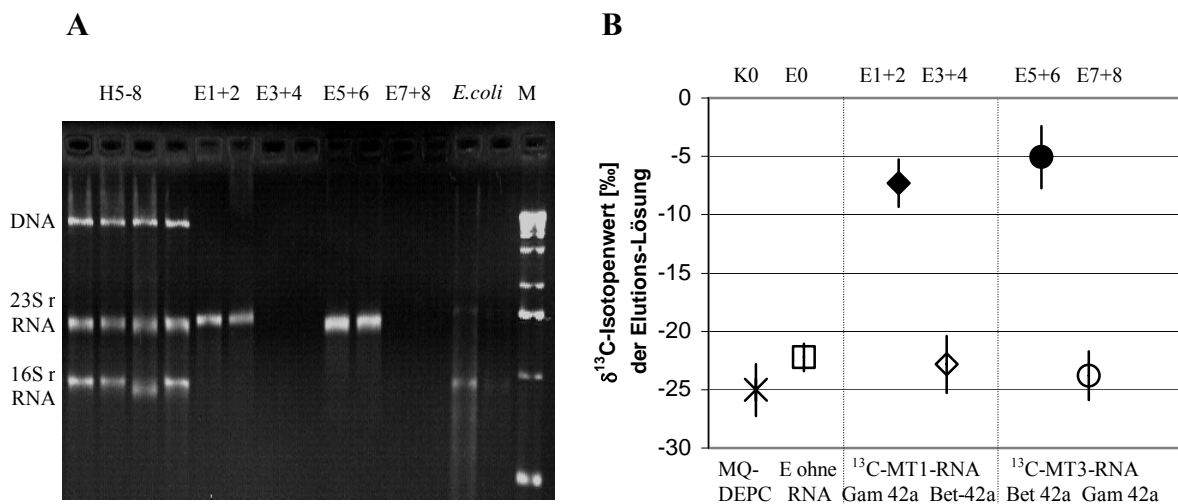 A
H5-8 E1+2 E3+4 E5+6 E7+8 E.coli M
DNA
23S r
RNA
16S r
RNA
B
K0 E0 E1+2 E3+4 E5+6 E7+8
δ¹³C-Isotopenwert [‰]
der Elutions-Lösung
0
-5
-10
-15
-20
-25
-30
MQ- E ohne ¹³C-MT1-RNA ¹³C-MT3-RNA
DEPC RNA Gam 42a Bet-42a Bet 42a Gam 42a